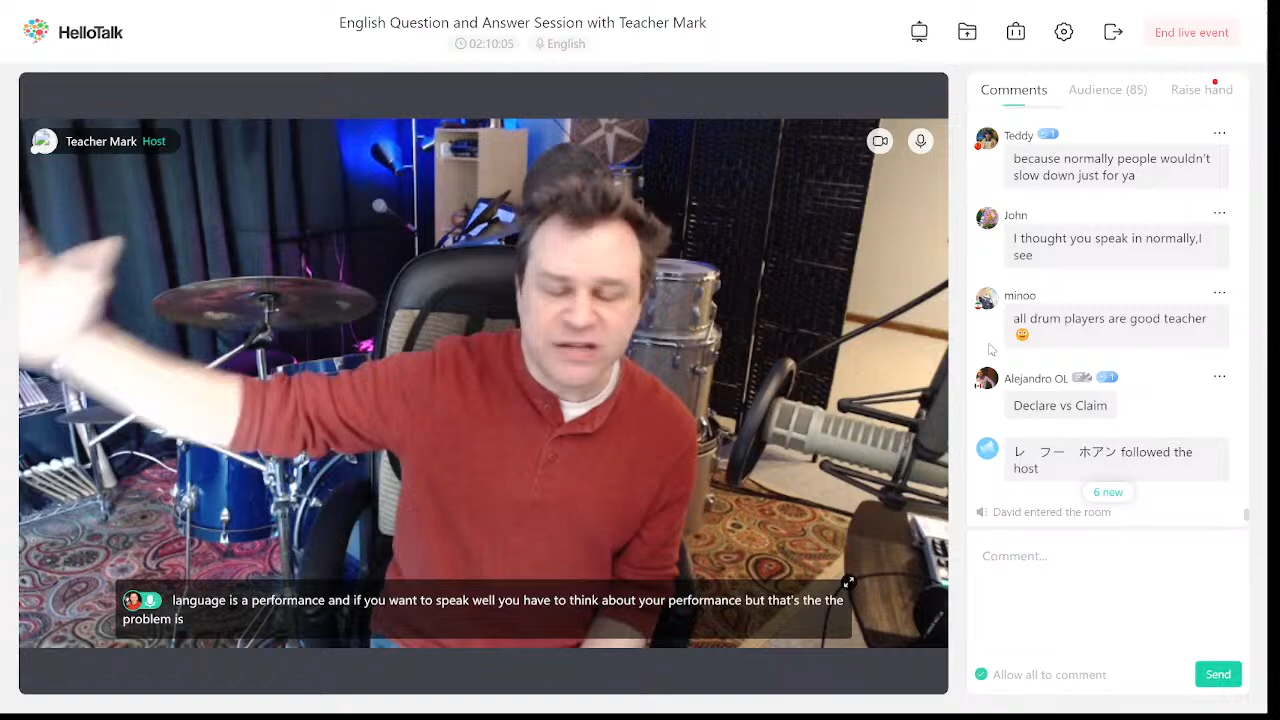 HelloTalk
English Question and Answer Session with Teacher Mark
02:10:05 English
End live event
Teacher Mark Host
language is a performance and if you want to speak well you have to think about your performance but that's the the
problem is
Comments Audience (85) Raise hand
Teddy 1
because normally people wouldn't
slow down just for ya
John
I thought you speak in normally,I
see
minoo
all drum players are good teacher
Alejandro OL 1
Declare vs Claim
レ フー ホアン followed the
host
6 new
David entered the room
Comment...
Allow all to comment
Send